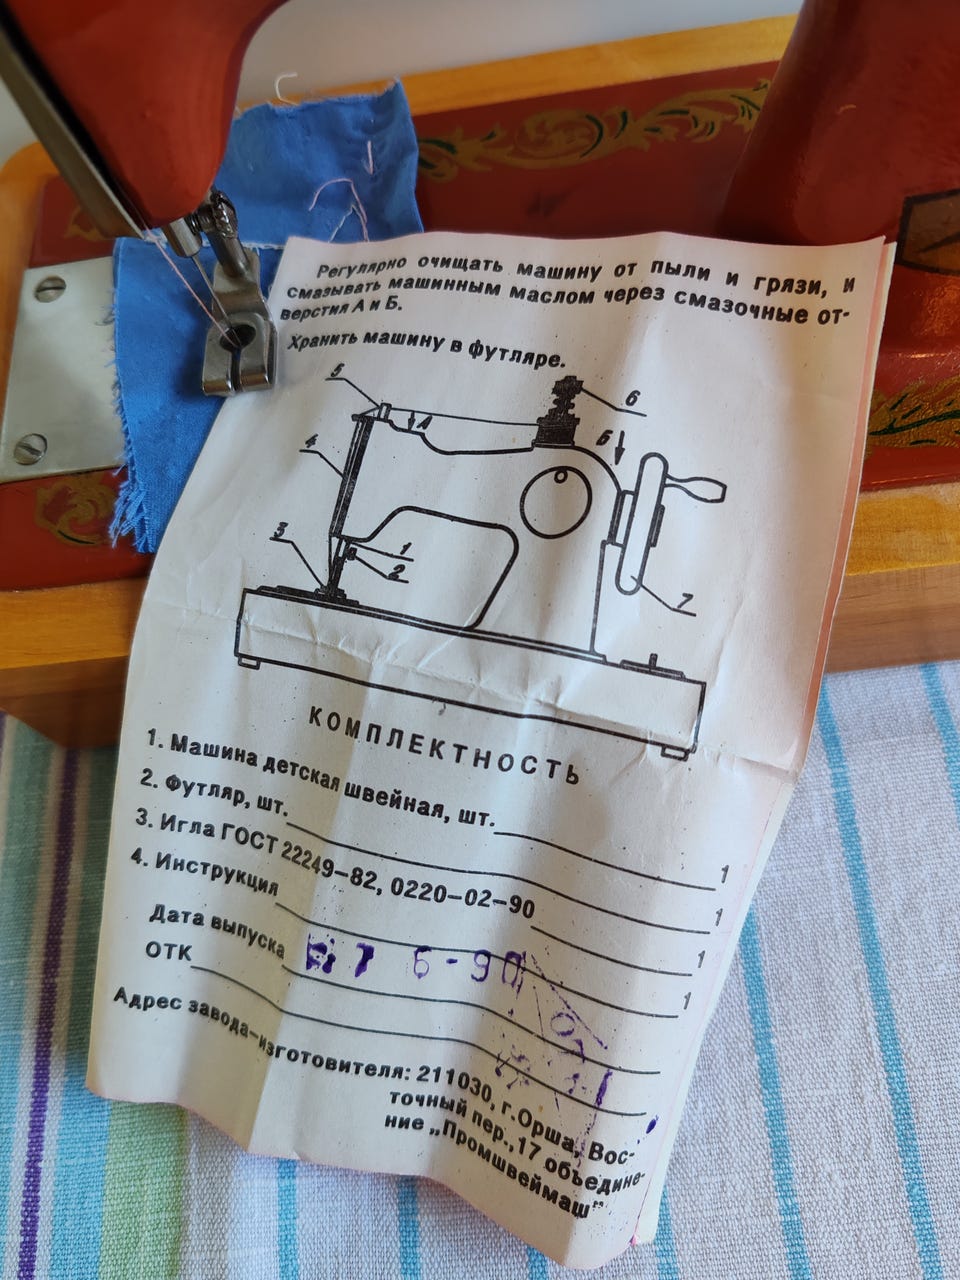 Регулярно очищать машину от пыли и грязи, и
смазывать машинным маслом через смазочные от-
верстия А и Б.
Хранить машину в футляре.
5
А
6
Б
4
3
1
2
7
КОМПЛЕКТНОСТЬ
1. Машина детская швейная, шт. 1
2. Футляр, шт. 1
3. Игла ГОСТ 22249–82, 0220–02–90 1
4. Инструкция 1
Дата выпуска 6-90
ОТК
Адрес завода-изготовителя: 211030, г.Орша, Вос-
точный пер.,17 объедине-
ние „Промшвеймаш"